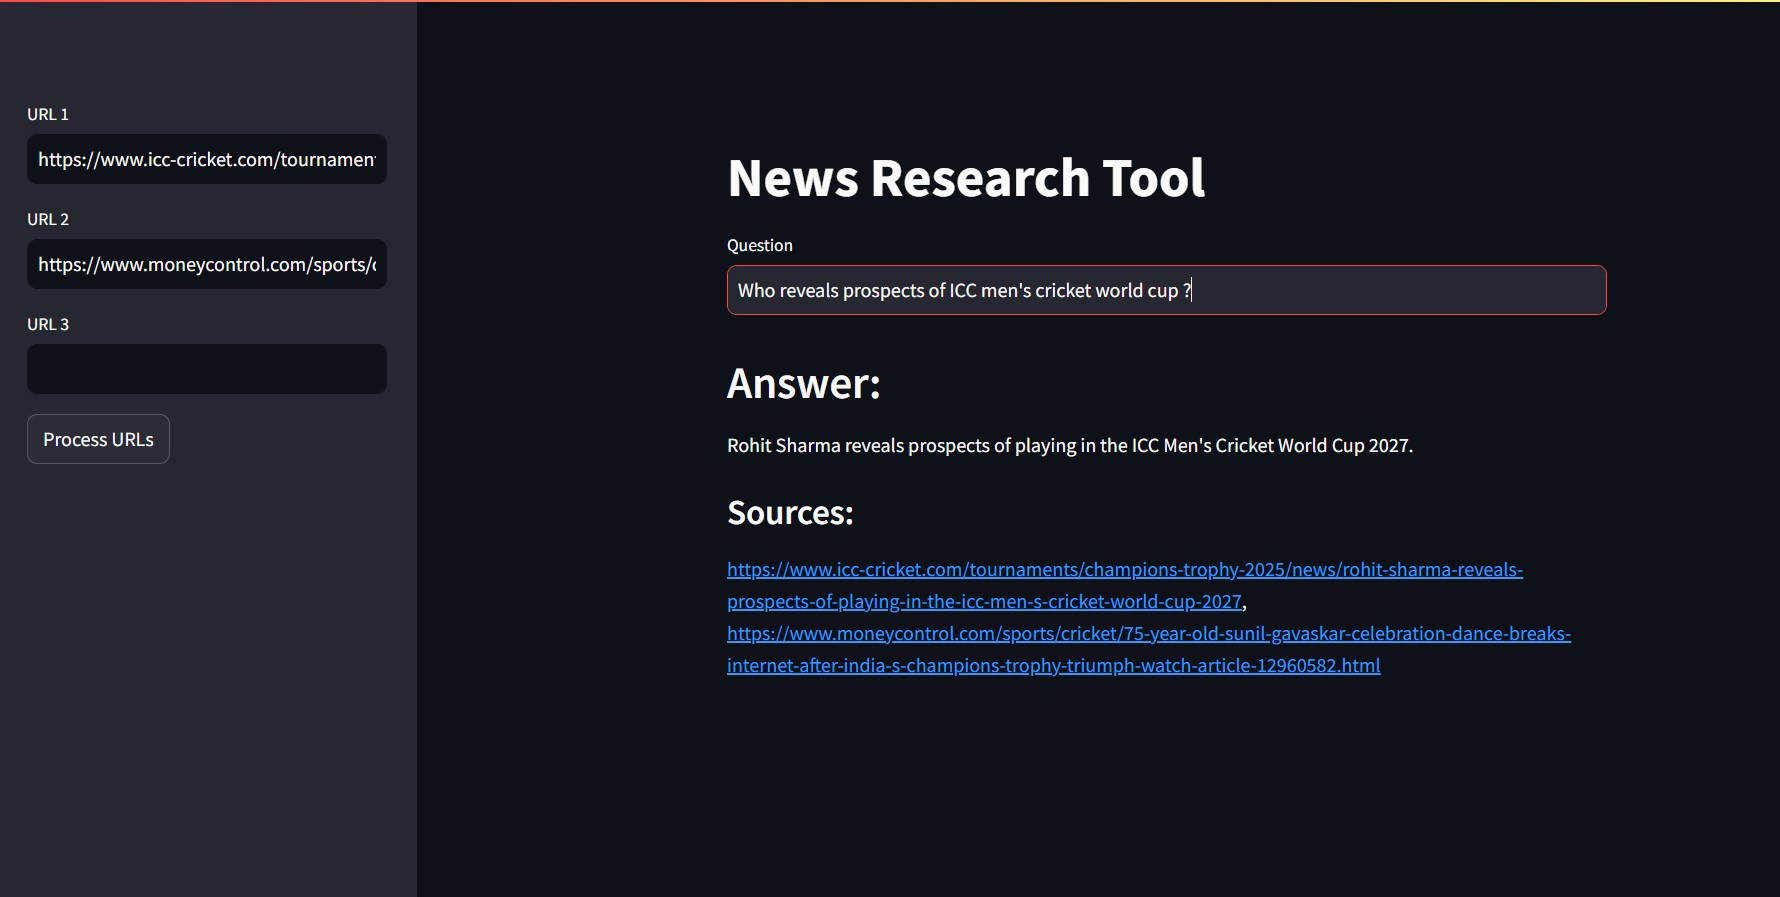 URL 1
https://www.icc-cricket.com/tournamen
URL 2
https://www.moneycontrol.com/sports/c
URL 3
Process URLs
News Research Tool
Question
Who reveals prospects of ICC men's cricket world cup ?
Answer:
Rohit Sharma reveals prospects of playing in the ICC Men's Cricket World Cup 2027.
Sources:
https://www.icc-cricket.com/tournaments/champions-trophy-2025/news/rohit-sharma-reveals-
prospects-of-playing-in-the-icc-men-s-cricket-world-cup-2027,
https://www.moneycontrol.com/sports/cricket/75-year-old-sunil-gavaskar-celebration-dance-breaks-
internet-after-india-s-champions-trophy-triumph-watch-article-12960582.html